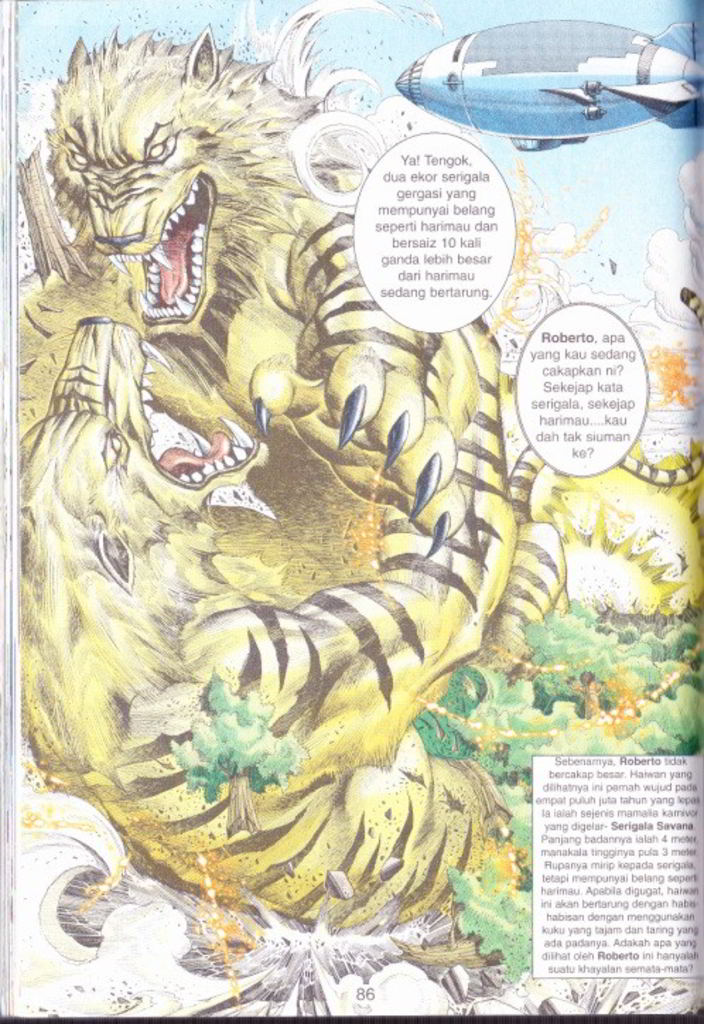 Ya! Tengok,
dua ekor serigala
gergasi yang
mempunyai belang
seperti harimau dan
bersaiz 10 kali
ganda lebih besar
dari harimau
sedang bertarung.
Roberto, apa
yang kau sedang
cakapkan ni?
Sekejap kata
serigala, sekejap
harimau....kau
dah tak siuman
ke?
Sebenarnya, Roberto tidak
bercakap besar. Haiwan yang
dilihatnya ini pernah wujud pada
empat puluh juta tahun yang lepas.
Ia ialah sejenis mamalia karnivor
yang digelar- Serigala Savana.
Panjang badannya ialah 4 meter,
manakala tingginya pula 3 meter.
Rupanya mirip kepada serigala,
tetapi mempunyai belang seperti
harimau. Apabila digugat, haiwan
ini akan bertarung dengan habis-
habisan dengan menggunakan
kuku yang tajam dan taring yang
ada padanya. Adakah apa yang
dilihat oleh Roberto ini hanyalah
suatu khayalan semata-mata?
86